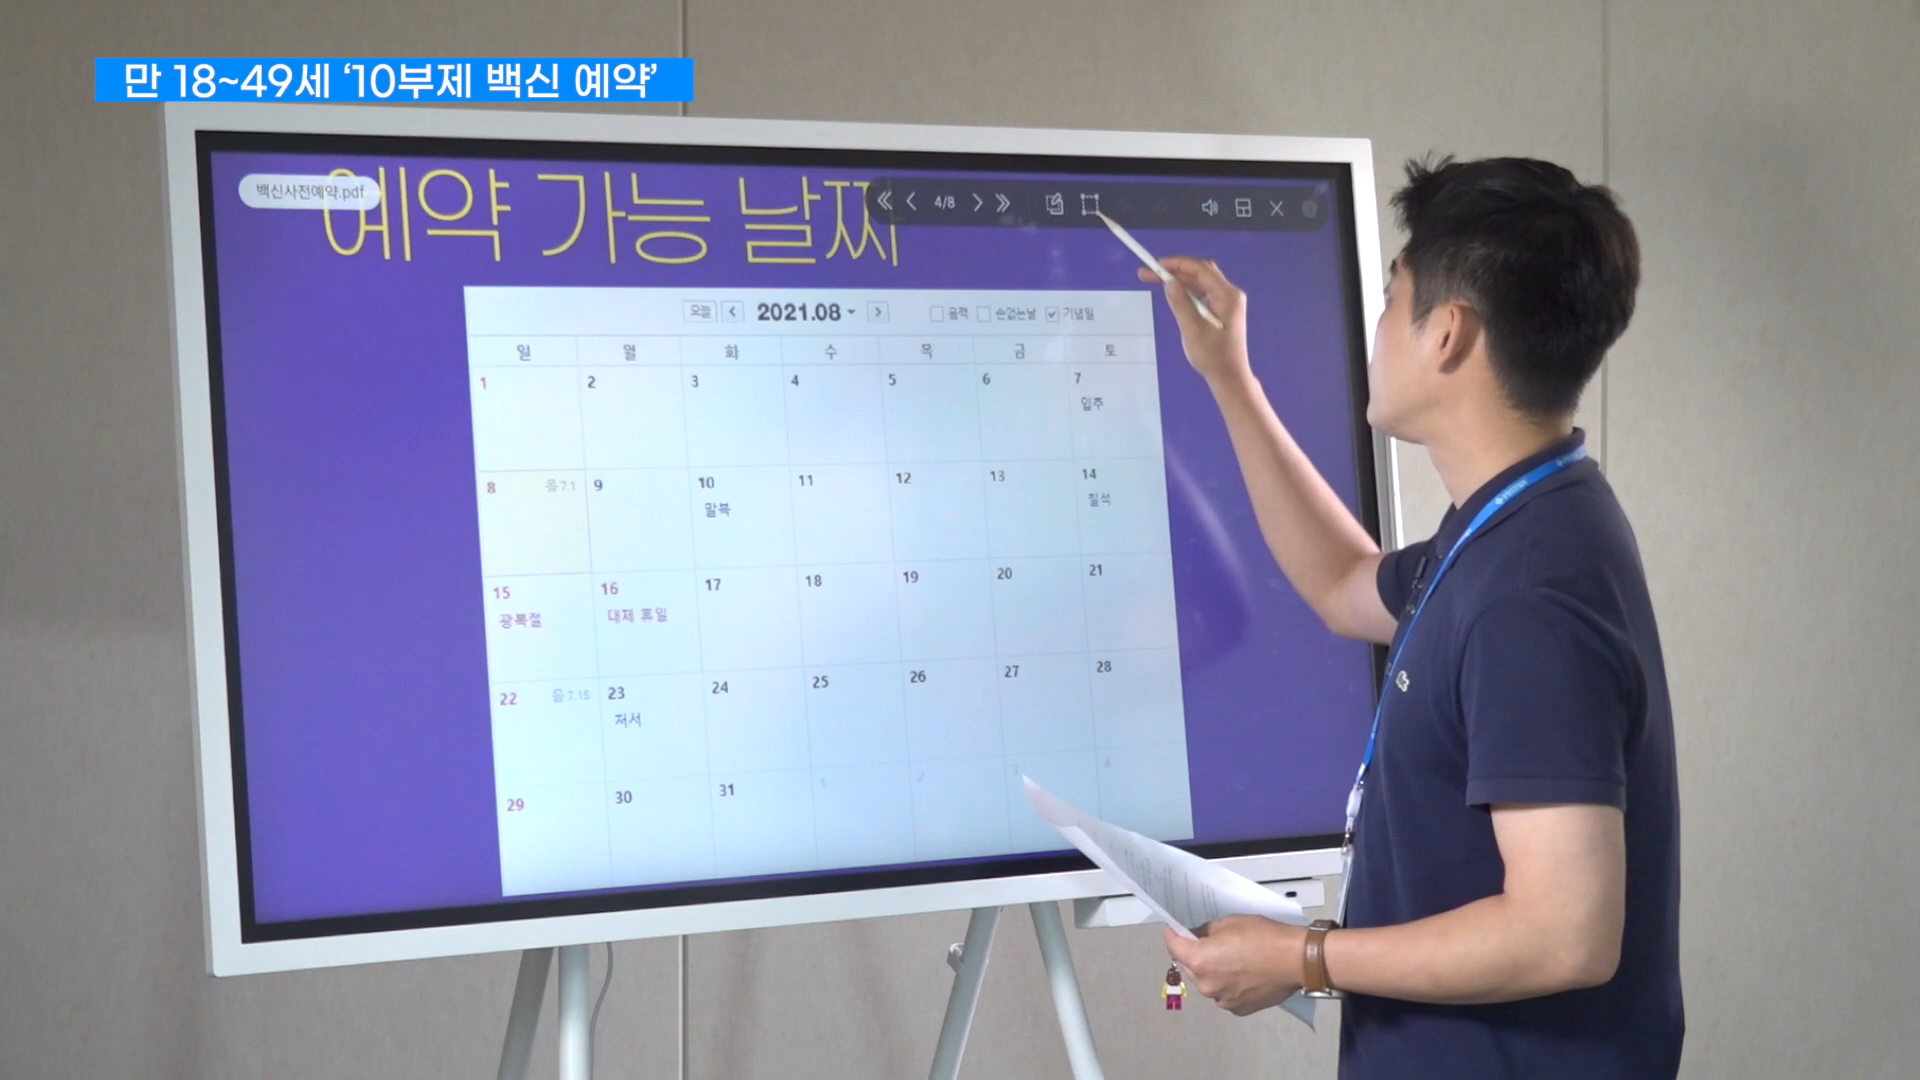 만 18~49세 ‘10부제 백신 예약’
백신사전예약.pdf
4/8
예약 가능 날짜
오늘 2021.08 음력 손없는날 기념일
일 월 화 수 목 금 토
1 2 3 4 5 6 7
입추
8 음7.1 9 10 11 12 13 14
말복 칠석
15 16 17 18 19 20 21
광복절 대체 휴일
22 음7.15 23 24 25 26 27 28
처서
29 30 31 1 2 3 4